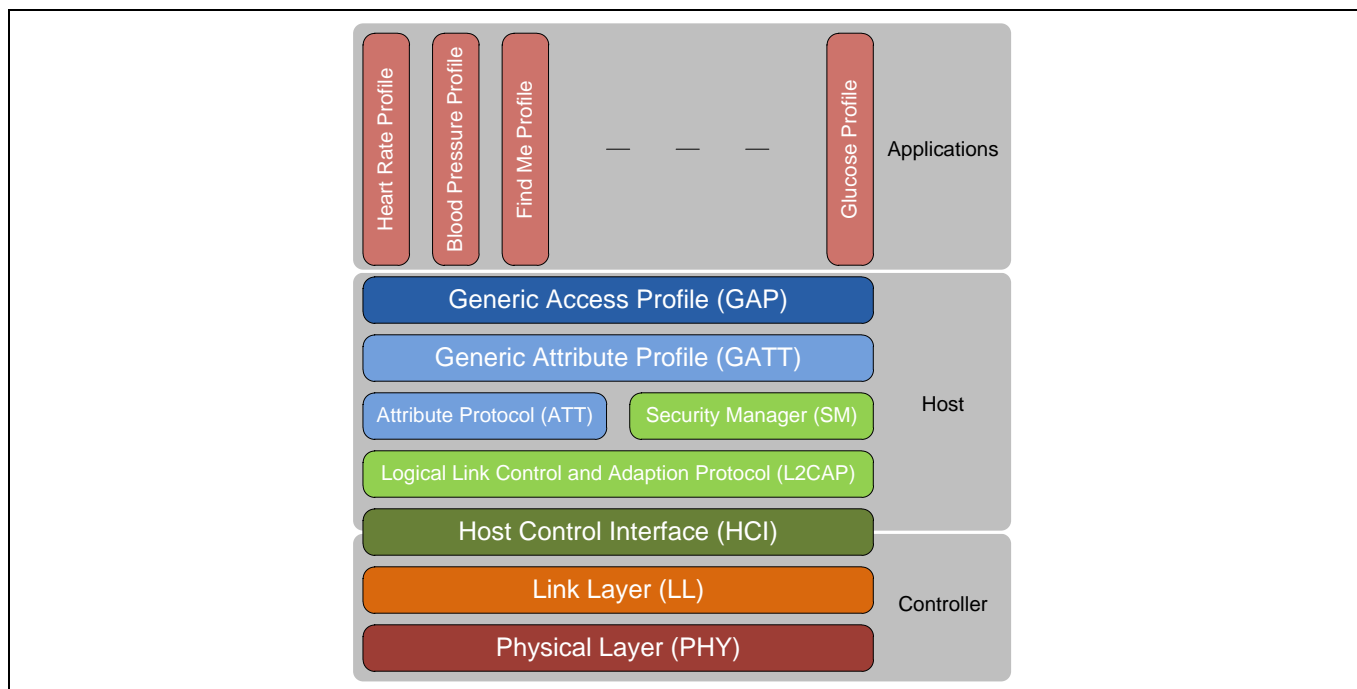 Heart Rate Profile
Blood Pressure Profile
Find Me Profile
Glucose Profile
Applications
Generic Access Profile (GAP)
Generic Attribute Profile (GATT)
Attribute Protocol (ATT)
Security Manager (SM)
Host
Logical Link Control and Adaption Protocol (L2CAP)
Host Control Interface (HCI)
Link Layer (LL)
Controller
Physical Layer (PHY)